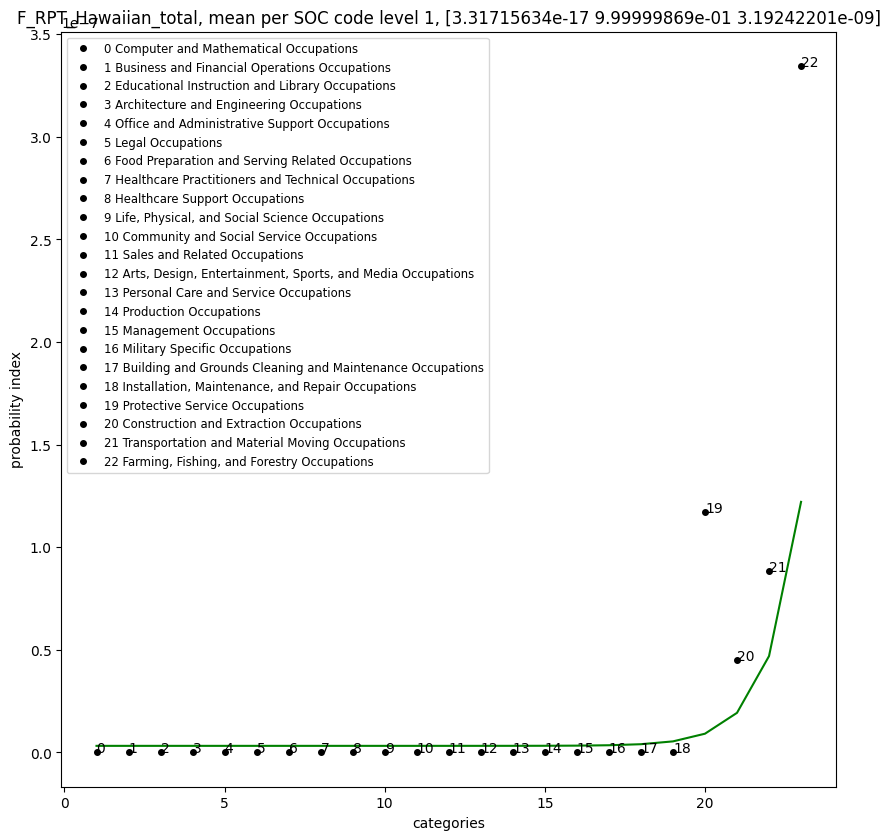 F_RPT_Hawaiian_total, mean per SOC code level 1, [3.31715634e-17 9.99999869e-01 3.19242201e-09]
1e-7
3.5
3.0
2.5
2.0
1.5
1.0
0.5
0.0
probability index
0 Computer and Mathematical Occupations
1 Business and Financial Operations Occupations
2 Educational Instruction and Library Occupations
3 Architecture and Engineering Occupations
4 Office and Administrative Support Occupations
5 Legal Occupations
6 Food Preparation and Serving Related Occupations
7 Healthcare Practitioners and Technical Occupations
8 Healthcare Support Occupations
9 Life, Physical, and Social Science Occupations
10 Community and Social Service Occupations
11 Sales and Related Occupations
12 Arts, Design, Entertainment, Sports, and Media Occupations
13 Personal Care and Service Occupations
14 Production Occupations
15 Management Occupations
16 Military Specific Occupations
17 Building and Grounds Cleaning and Maintenance Occupations
18 Installation, Maintenance, and Repair Occupations
19 Protective Service Occupations
20 Construction and Extraction Occupations
21 Transportation and Material Moving Occupations
22 Farming, Fishing, and Forestry Occupations
22
19
21
20
0 1 2 3 4 5 6 7 8 9 10 11 12 13 14 15 16 17 18
0 5 10 15 20
categories